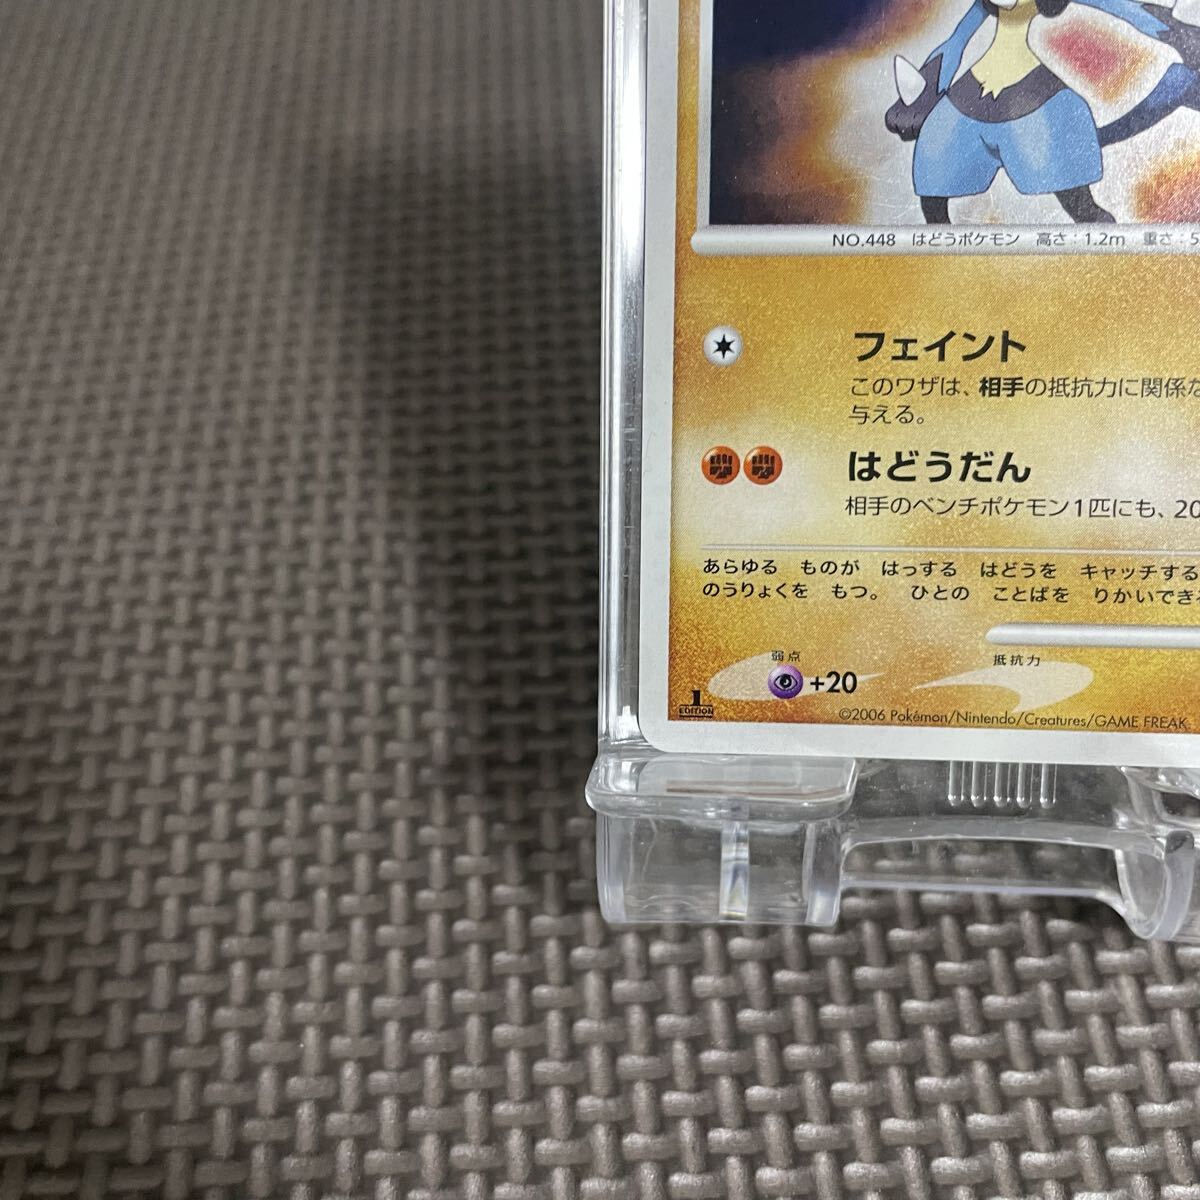 NO.448 はどうポケモン 高さ:1.2m 重さ:5
フェイント
このワザは、相手の抵抗力に関係な
与える。
はどうだん
相手のベンチポケモン1匹にも、20
あらゆる ものが はっする はどうを キャッチする
のうりょくを もつ。 ひとの ことばを りかいでき
弱点
抵抗力
+20
1
EDITION
©2006 Pokémon/Nintendo/Creatures/GAME FREAK.